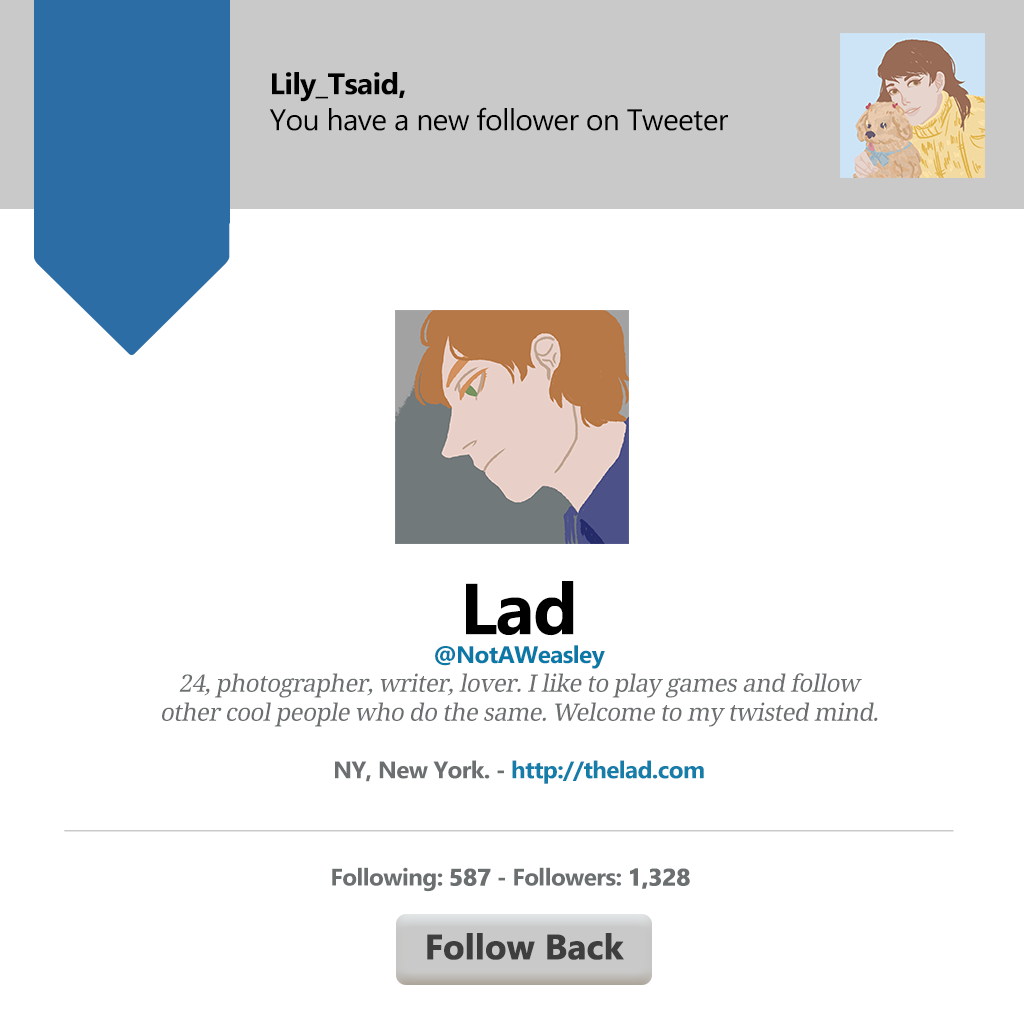 Lily_Tsaid,
You have a new follower on Tweeter
Lad
@NotAWeasley
24, photographer, writer, lover. I like to play games and follow
other cool people who do the same. Welcome to my twisted mind.
NY, New York. - http://thelad.com
Following: 587 - Followers: 1,328
Follow Back